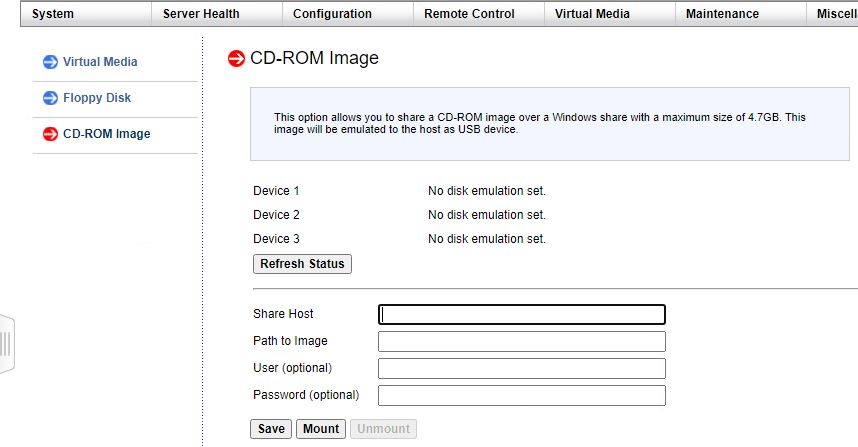 System Server Health Configuration Remote Control Virtual Media Maintenance Miscell
Virtual Media
Floppy Disk
CD-ROM Image
CD-ROM Image
This option allows you to share a CD-ROM image over a Windows share with a maximum size of 4.7GB. This
image will be emulated to the host as USB device.
Device 1 No disk emulation set.
Device 2 No disk emulation set.
Device 3 No disk emulation set.
Refresh Status
Share Host
Path to Image
User (optional)
Password (optional)
Save Mount Unmount